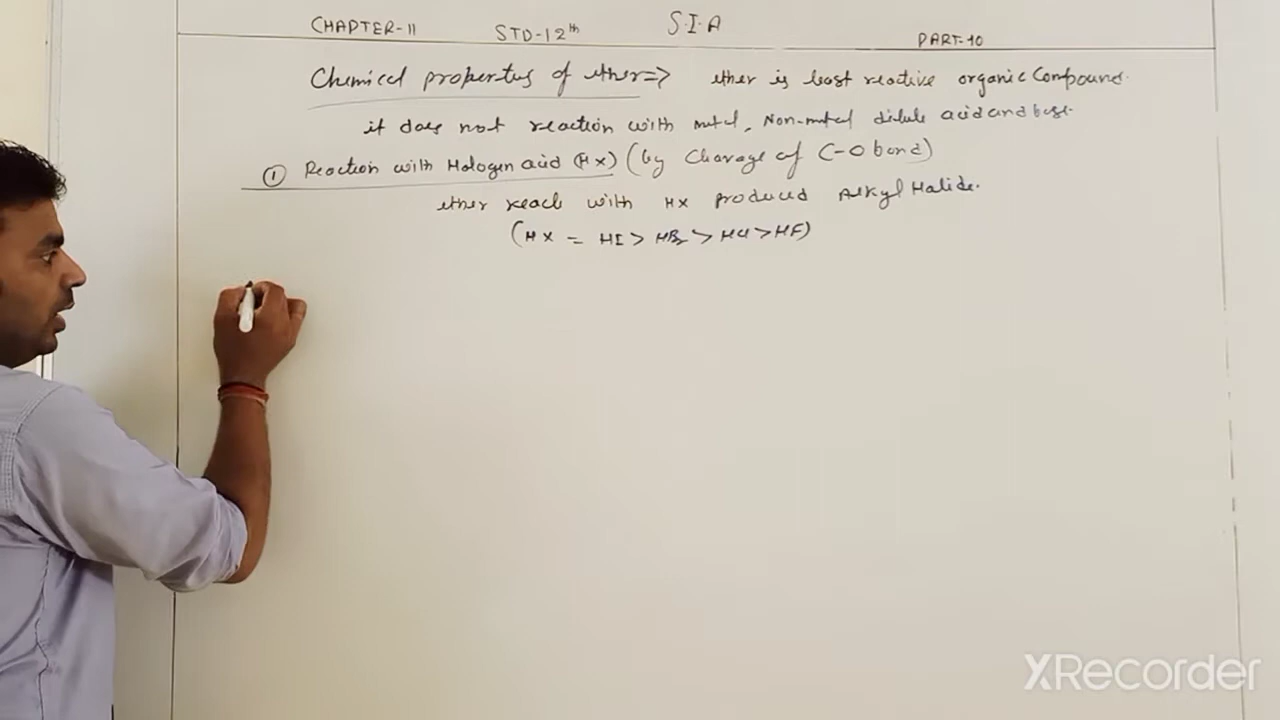 CHAPTER-11 STD-12th S.I.A PART-10
Chemical properties of ether=> ether is least reactive organic compound.
it does not reaction with metal, Non-metal dilute acid and base.
① Reaction with Halogen acid (HX) (by Cleavage of C-O bond)
ether react with HX produced Alkyl Halide.
(HX = HI > HBr > HCl > HF)
XRecorder